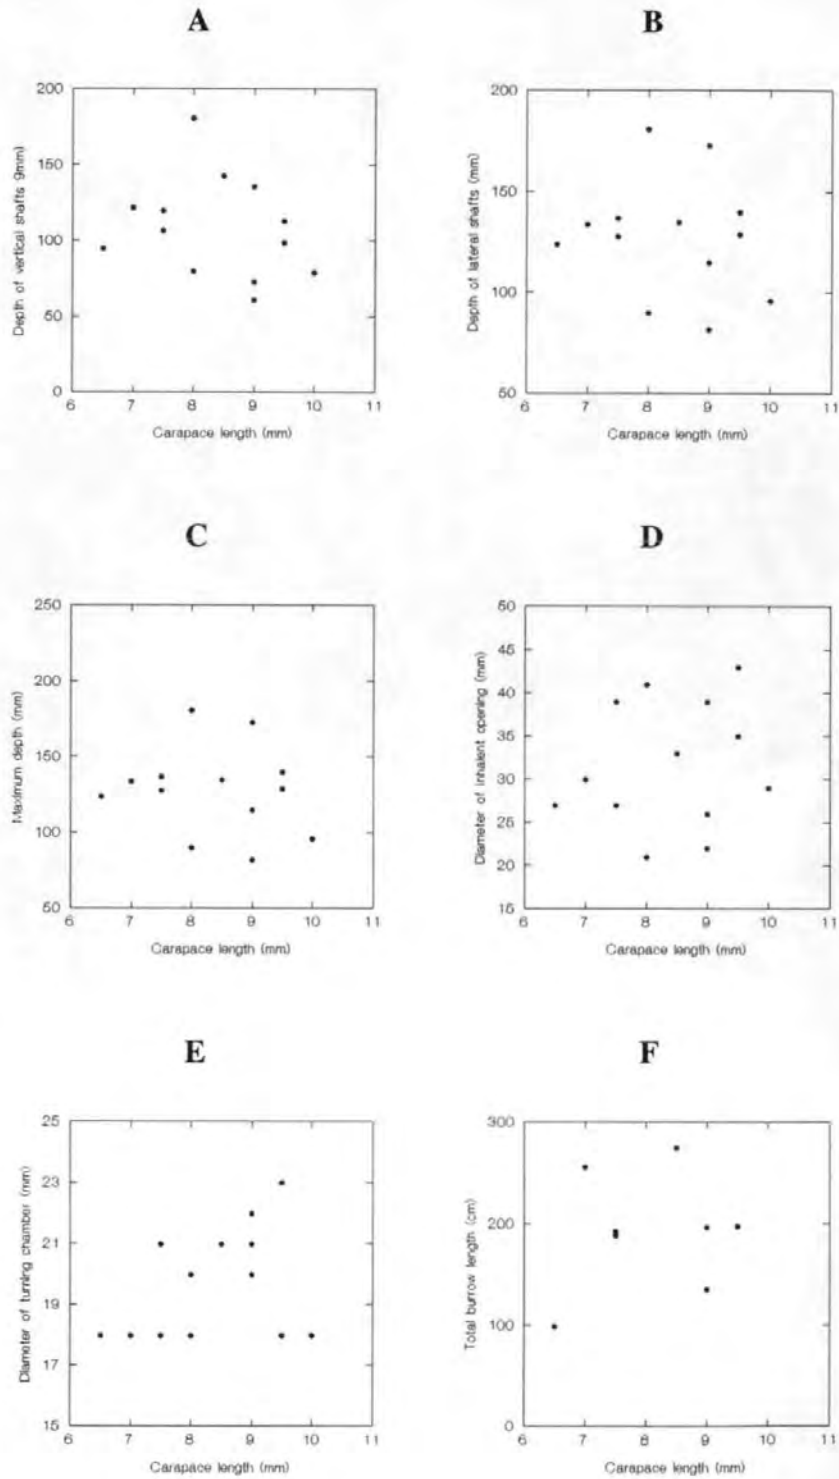 A
Depth of vertical shafts 9mm)
200
150
100
50
0
6 7 8 9 10 11
Carapace length (mm)
B
Depth of lateral shafts (mm)
200
150
100
50
6 7 8 9 10 11
Carapace length (mm)
C
Maximum depth (mm)
250
200
150
100
50
6 7 8 9 10 11
Carapace length (mm)
D
Diameter of inhalent opening (mm)
50
45
40
35
30
25
20
15
6 7 8 9 10 11
Carapace length (mm)
E
Diameter of turning chamber (mm)
25
23
21
19
17
15
6 7 8 9 10 11
Carapace length (mm)
F
Total burrow length (cm)
300
200
100
0
6 7 8 9 10 11
Carapace length (mm)